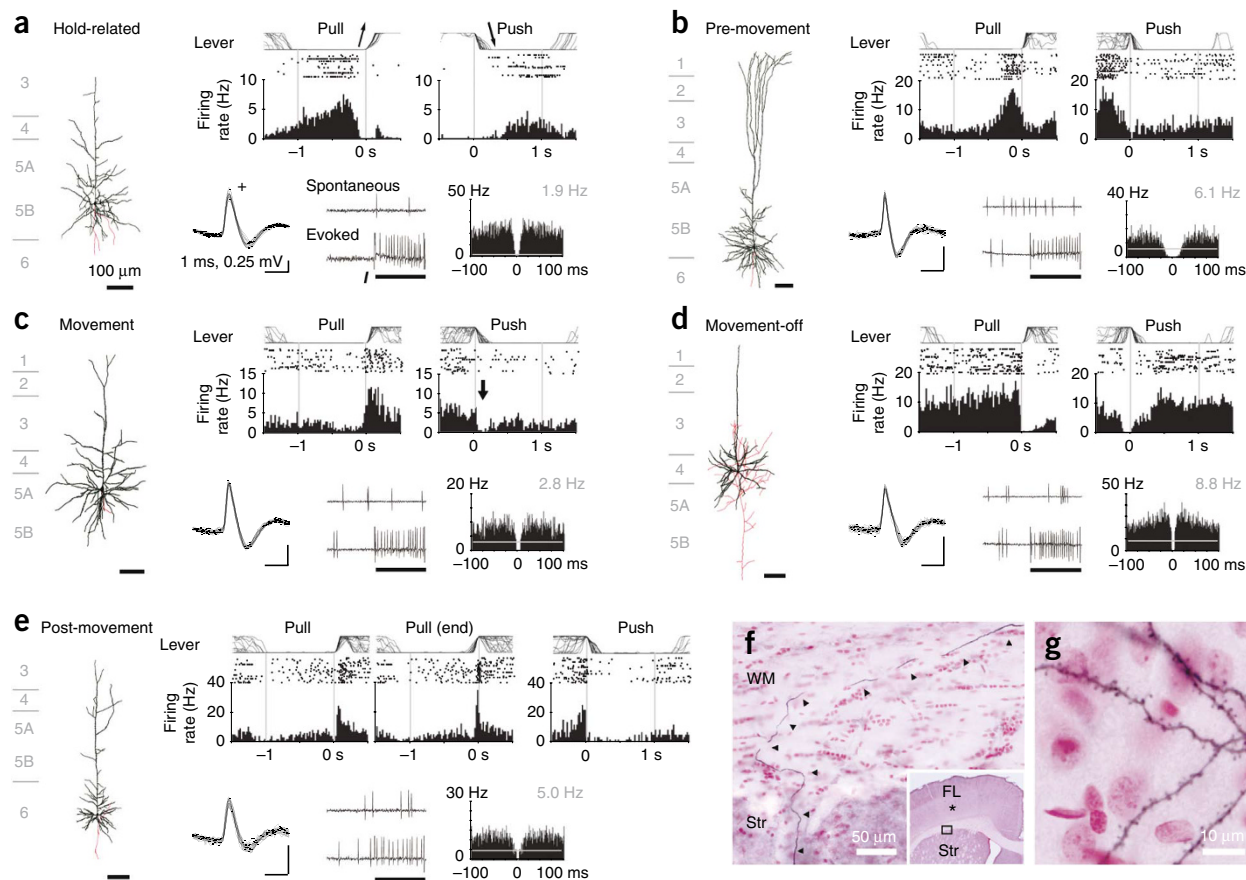 a
Hold-related
Pull
Push
Lever
3
4
5A
5B
6
Firing rate (Hz)
10
5
0
10
5
0
−1
0 s
0
1 s
+
1 ms, 0.25 mV
Spontaneous
Evoked
50 Hz
1.9 Hz
0
−100
0
100 ms
100 µm
b
Pre-movement
Pull
Push
Lever
1
2
3
4
5A
5B
6
Firing rate (Hz)
20
10
0
20
10
0
−1
0 s
0
1 s
40 Hz
6.1 Hz
0
−100
0
100 ms
c
Movement
Pull
Push
Lever
1
2
3
4
5A
5B
Firing rate (Hz)
15
10
5
0
15
10
5
0
−1
0 s
0
1 s
20 Hz
2.8 Hz
0
−100
0
100 ms
d
Movement-off
Pull
Push
Lever
1
2
3
4
5A
5B
Firing rate (Hz)
20
10
0
20
10
0
−1
0 s
0
1 s
50 Hz
8.8 Hz
0
−100
0
100 ms
e
Post-movement
Pull
Pull (end)
Push
Lever
3
4
5A
5B
6
Firing rate (Hz)
40
20
0
40
20
0
−1
0 s
−1
0 s
0
1 s
30 Hz
5.0 Hz
0
−100
0
100 ms
f
WM
Str
50 µm
FL
*
Str
g
10 µm